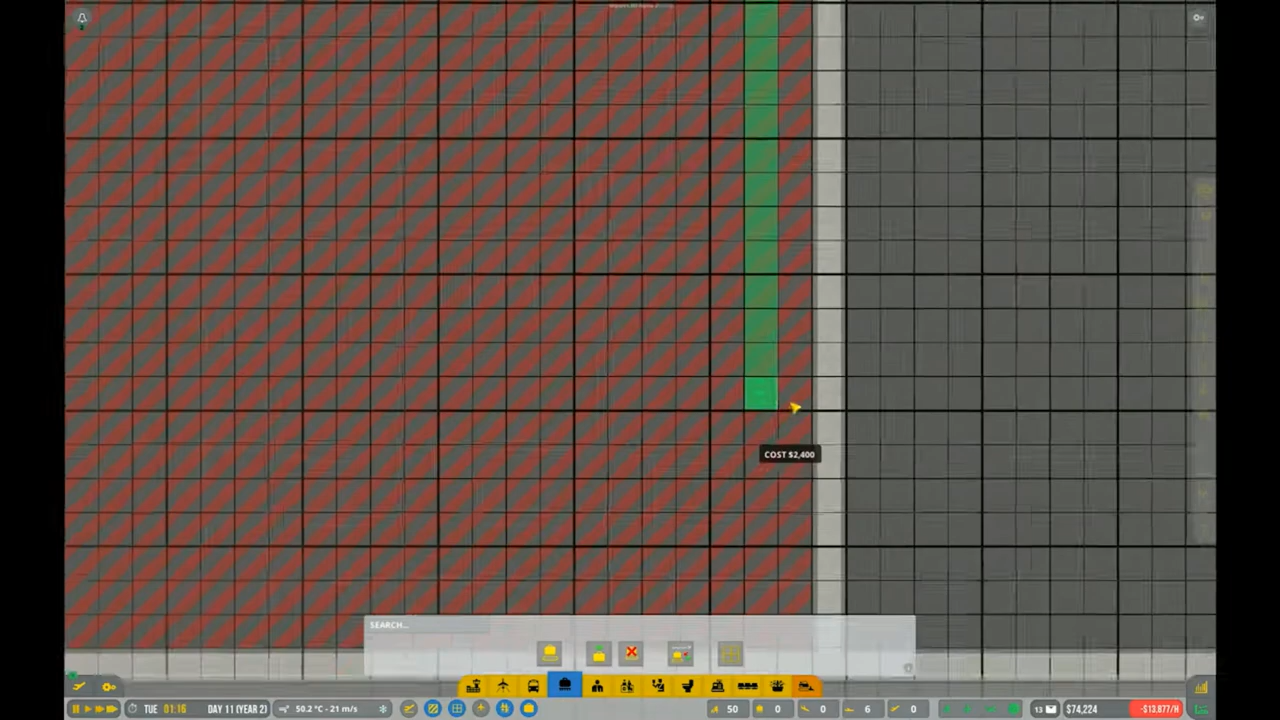 COST $2,400
SEARCH...
TUE 01:16 DAY 11 (YEAR 2) 50.2 °C - 21 m/s 50 0 0 6 0 13 $74,224 -$13,877/H